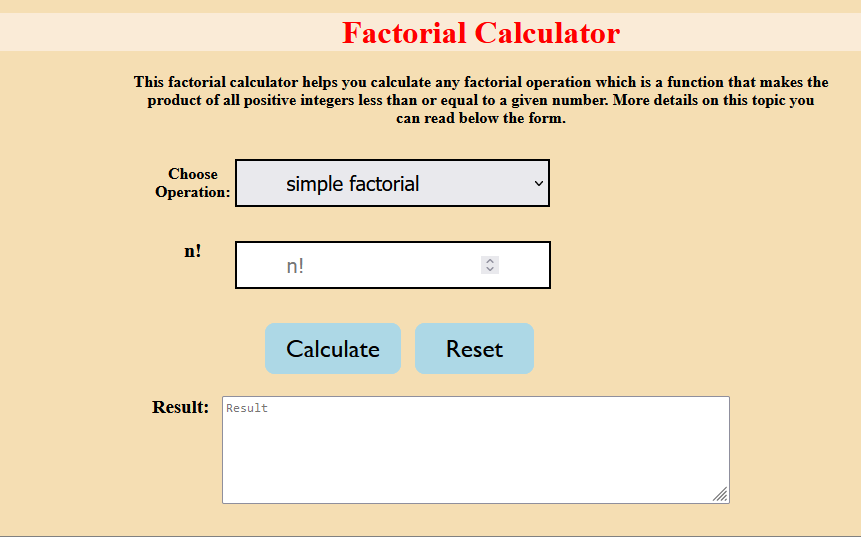 Factorial Calculator
This factorial calculator helps you calculate any factorial operation which is a function that makes the
product of all positive integers less than or equal to a given number. More details on this topic you
can read below the form.
Choose
Operation:
simple factorial
n!
n!
Calculate
Reset
Result:
Result